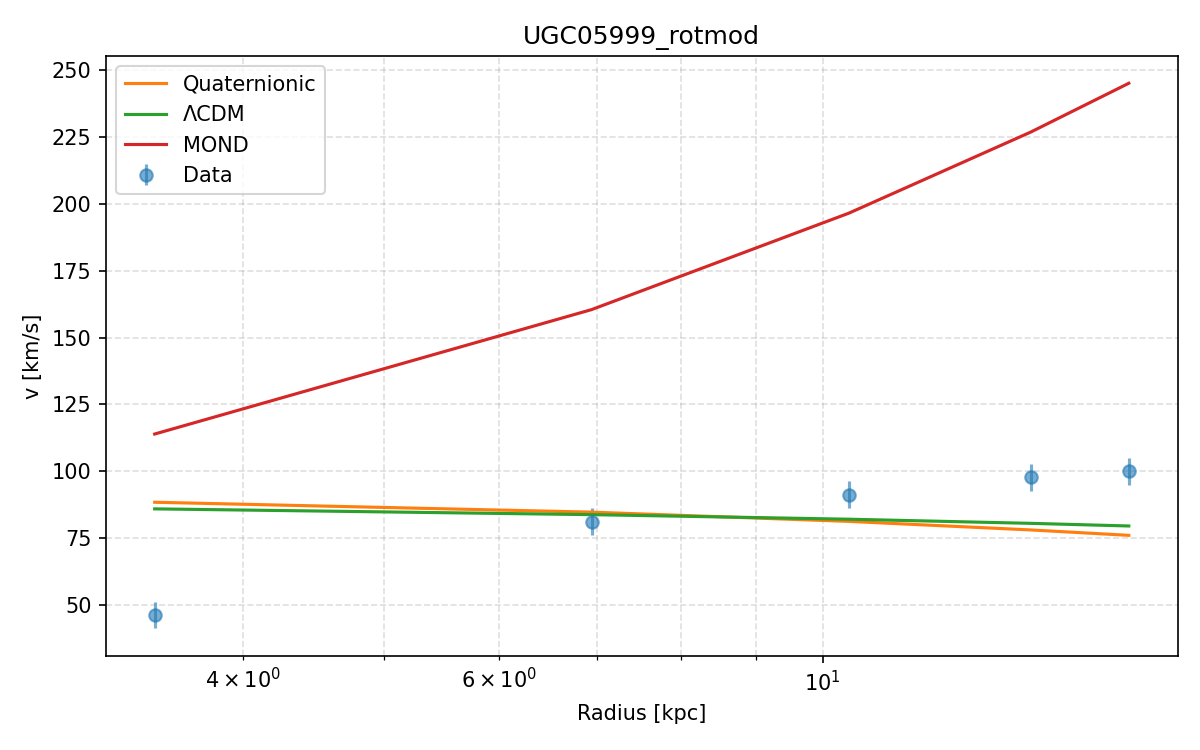 UGC05999_rotmod
250
225
200
175
150
125
100
75
50
v [km/s]
Quaternionic
ΛCDM
MOND
Data
4 × 10⁰
6 × 10⁰
10¹
Radius [kpc]